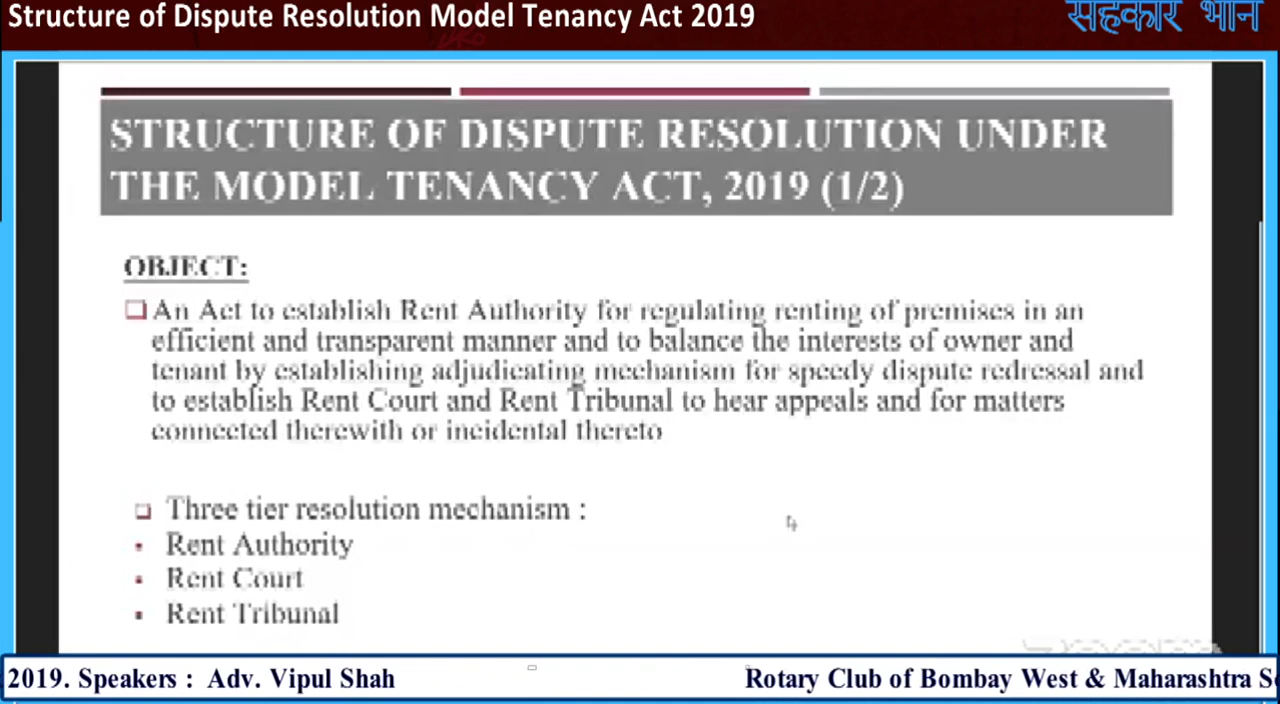 Structure of Dispute Resolution Model Tenancy Act 2019
सहकार भान
STRUCTURE OF DISPUTE RESOLUTION UNDER
THE MODEL TENANCY ACT, 2019 (1/2)
OBJECT:
An Act to establish Rent Authority for regulating renting of premises in an
efficient and transparent manner and to balance the interests of owner and
tenant by establishing adjudicating mechanism for speedy dispute redressal and
to establish Rent Court and Rent Tribunal to hear appeals and for matters
connected therewith or incidental thereto
Three tier resolution mechanism :
Rent Authority
Rent Court
Rent Tribunal
2019. Speakers : Adv. Vipul Shah
Rotary Club of Bombay West & Maharashtra S